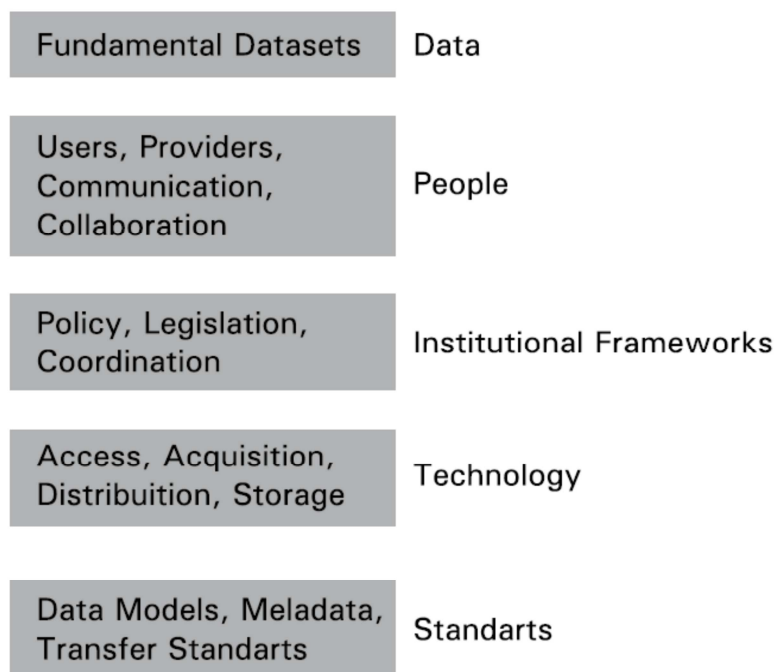 Fundamental Datasets
Data
Users, Providers,
Communication,
Collaboration
People
Policy, Legislation,
Coordination
Institutional Frameworks
Access, Acquisition,
Distribuition, Storage
Technology
Data Models, Meladata,
Transfer Standarts
Standarts